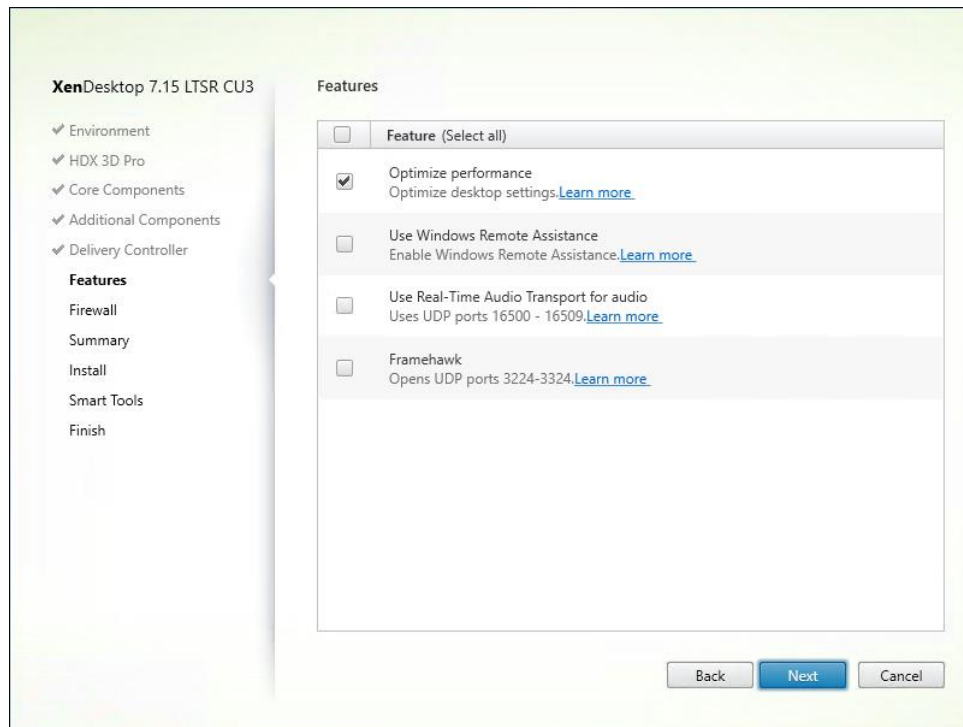 XenDesktop 7.15 LTSR CU3
Environment
HDX 3D Pro
Core Components
Additional Components
Delivery Controller
Features
Firewall
Summary
Install
Smart Tools
Finish
Features
Feature (Select all)
Optimize performance
Optimize desktop settings.Learn more
Use Windows Remote Assistance
Enable Windows Remote Assistance.Learn more
Use Real-Time Audio Transport for audio
Uses UDP ports 16500 - 16509.Learn more
Framehawk
Opens UDP ports 3224-3324.Learn more
Back
Next
Cancel